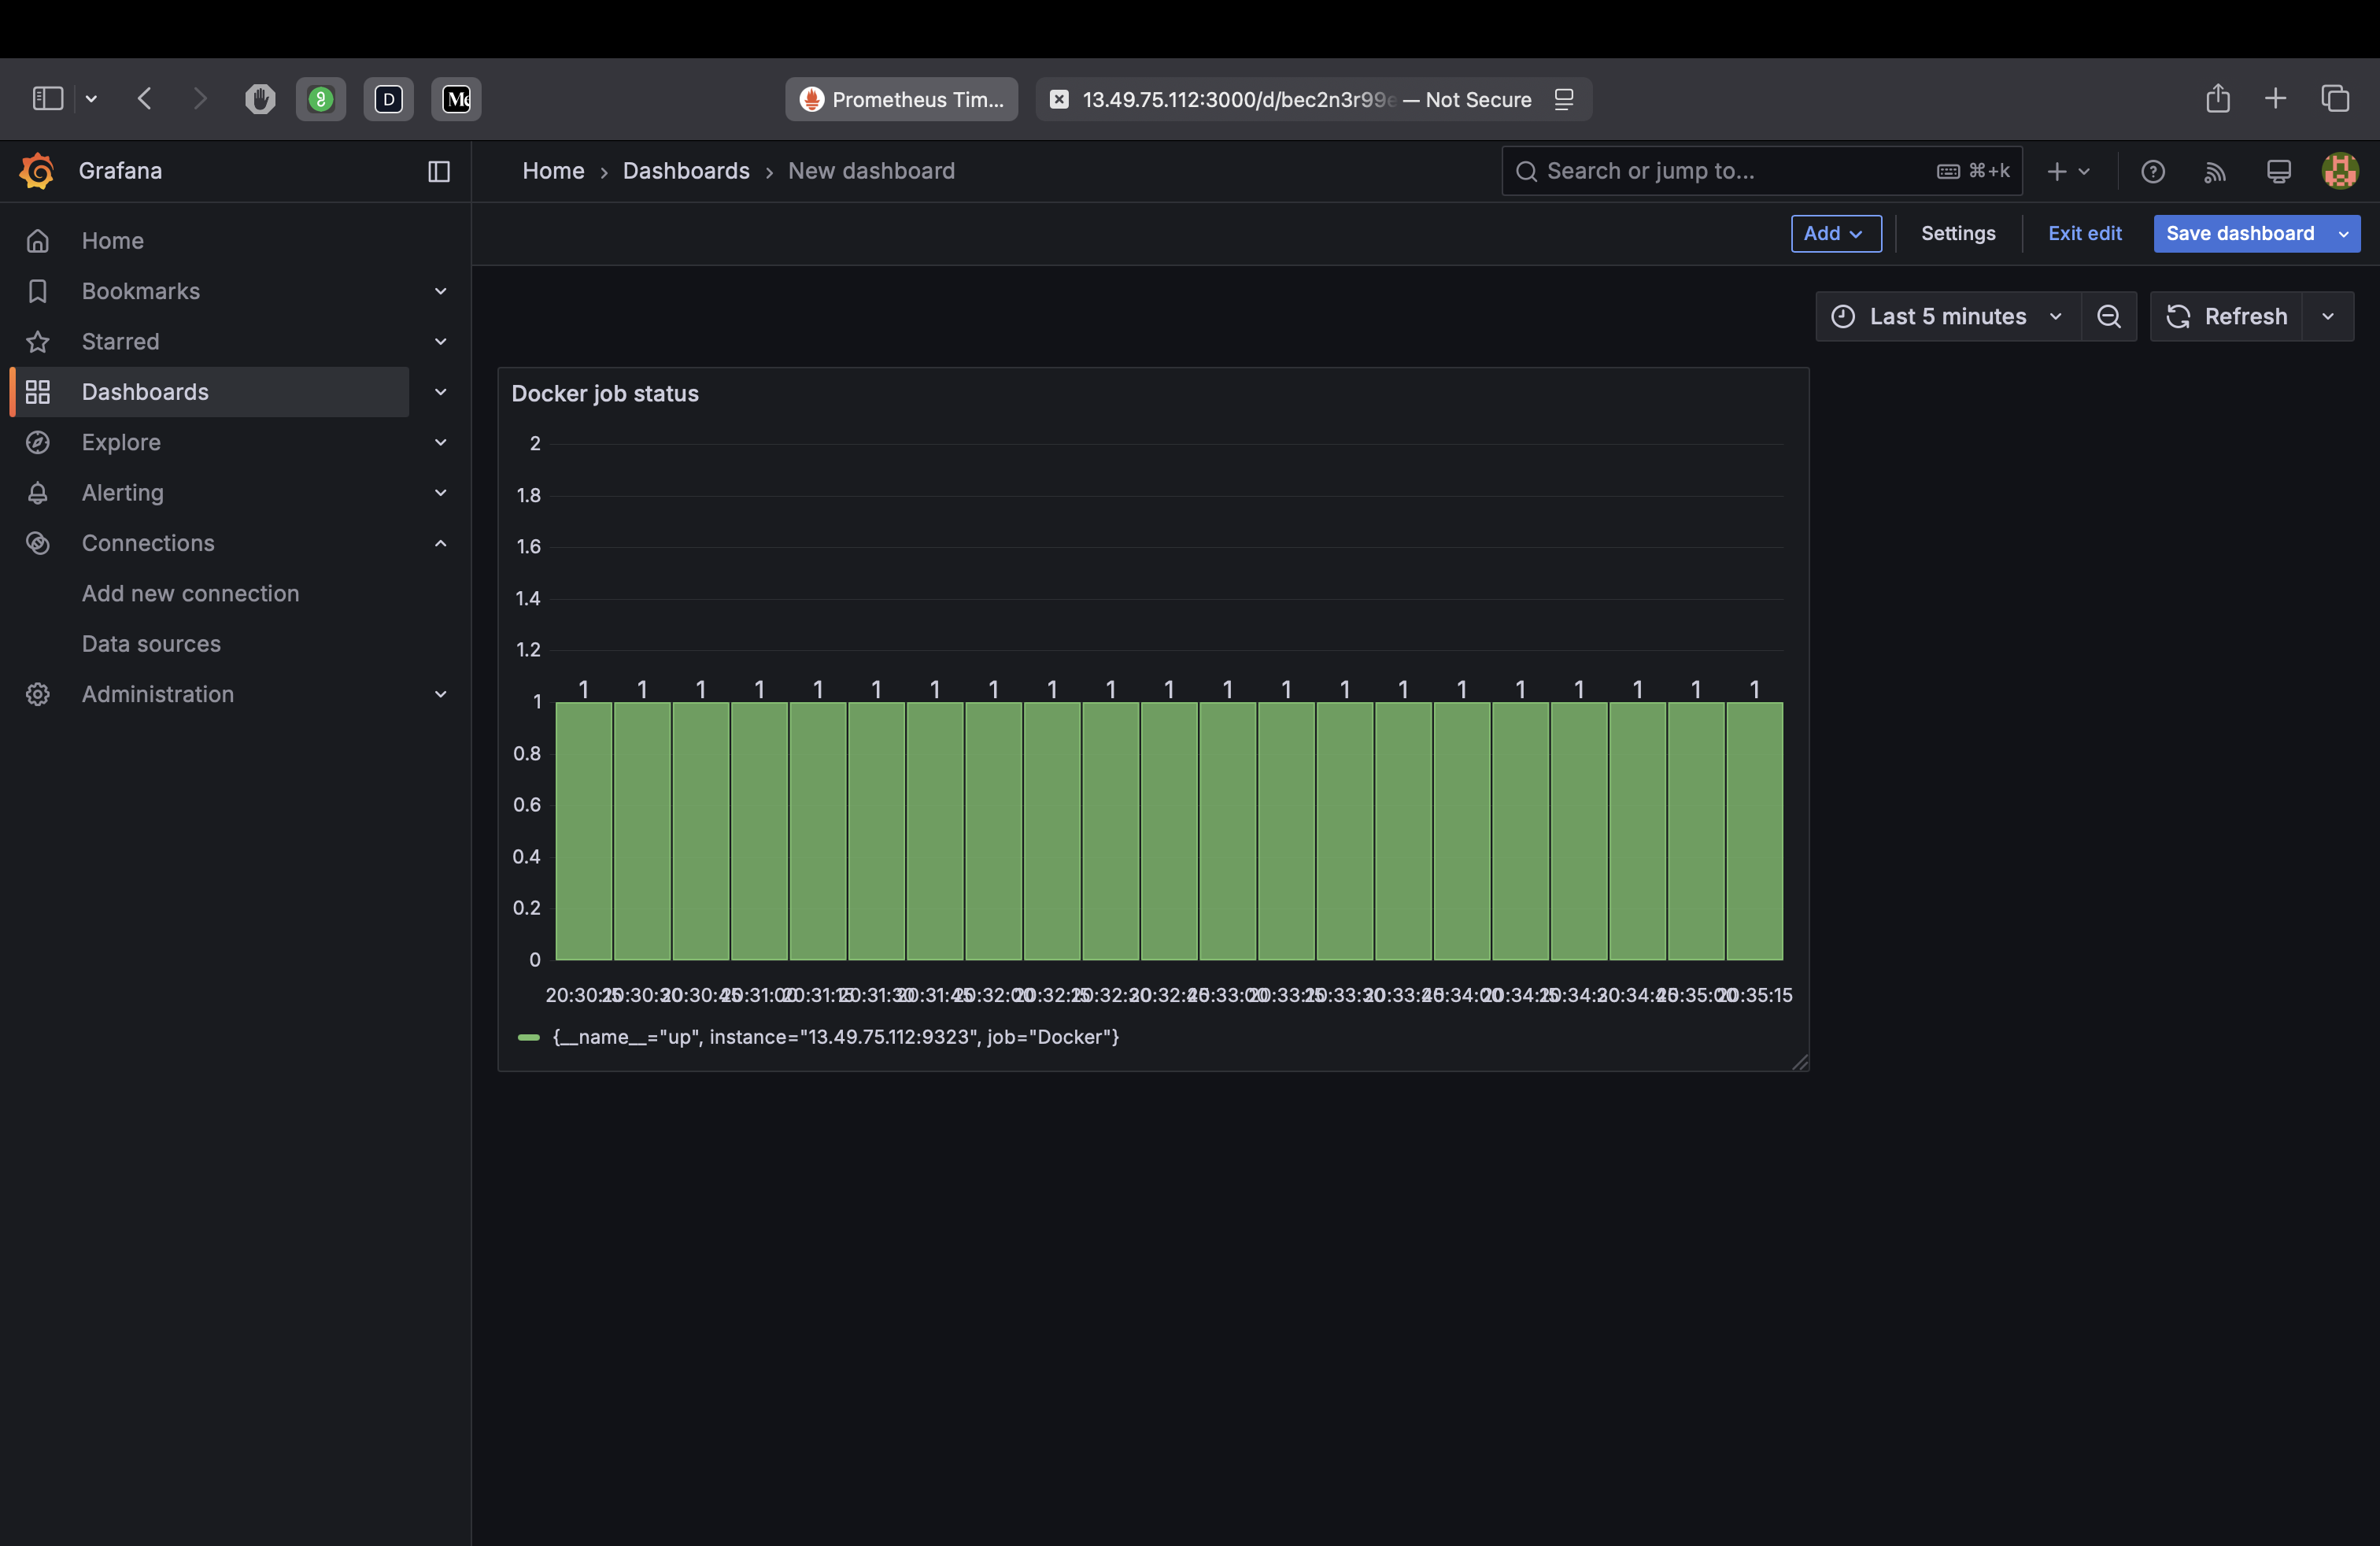 Prometheus Tim...
13.49.75.112:3000/d/bec2n3r99e — Not Secure
Grafana
Home › Dashboards › New dashboard
Search or jump to...
⌘+k
Add
Settings
Exit edit
Save dashboard
Home
Bookmarks
Starred
Dashboards
Explore
Alerting
Connections
Add new connection
Data sources
Administration
Last 5 minutes
Refresh
Docker job status
2
1.8
1.6
1.4
1.2
1 1 1 1 1 1 1 1 1 1 1 1 1 1 1 1 1 1 1 1 1
1
0.8
0.6
0.4
0.2
0
20:30:15 20:30:30 20:30:45 20:31:00 20:31:15 20:31:30 20:31:45 20:32:00 20:32:15 20:32:30 20:32:45 20:33:00 20:33:15 20:33:30 20:33:45 20:34:00 20:34:15 20:34:30 20:34:45 20:35:00 20:35:15
{__name__="up", instance="13.49.75.112:9323", job="Docker"}